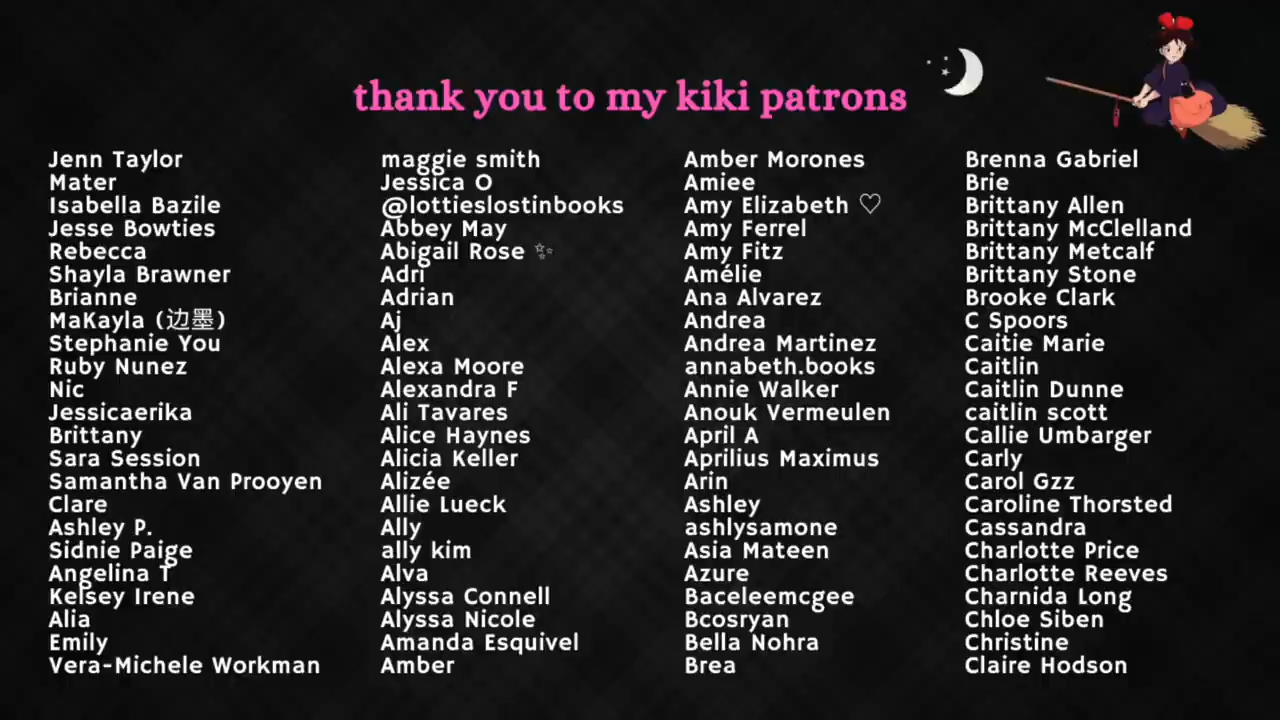 thank you to my kiki patrons
Jenn Taylor
Mater
Isabella Bazile
Jesse Bowties
Rebecca
Shayla Brawner
Brianne
MaKayla (边墨)
Stephanie You
Ruby Nunez
Nic
Jessicaerika
Brittany
Sara Session
Samantha Van Prooyen
Clare
Ashley P.
Sidnie Paige
Angelina T
Kelsey Irene
Alia
Emily
Vera-Michele Workman
maggie smith
Jessica O
@lottieslostinbooks
Abbey May
Abigail Rose ✨
Adri
Adrian
Aj
Alex
Alexa Moore
Alexandra F
Ali Tavares
Alice Haynes
Alicia Keller
Alizée
Allie Lueck
Ally
ally kim
Alva
Alyssa Connell
Alyssa Nicole
Amanda Esquivel
Amber
Amber Morones
Amiee
Amy Elizabeth ♡
Amy Ferrel
Amy Fitz
Amélie
Ana Alvarez
Andrea
Andrea Martinez
annabeth.books
Annie Walker
Anouk Vermeulen
April A
Aprilius Maximus
Arin
Ashley
ashlysamone
Asia Mateen
Azure
Baceleemcgee
Bcosryan
Bella Nohra
Brea
Brenna Gabriel
Brie
Brittany Allen
Brittany McClelland
Brittany Metcalf
Brittany Stone
Brooke Clark
C Spoors
Caitie Marie
Caitlin
Caitlin Dunne
caitlin scott
Callie Umbarger
Carly
Carol Gzz
Caroline Thorsted
Cassandra
Charlotte Price
Charlotte Reeves
Charnida Long
Chloe Siben
Christine
Claire Hodson